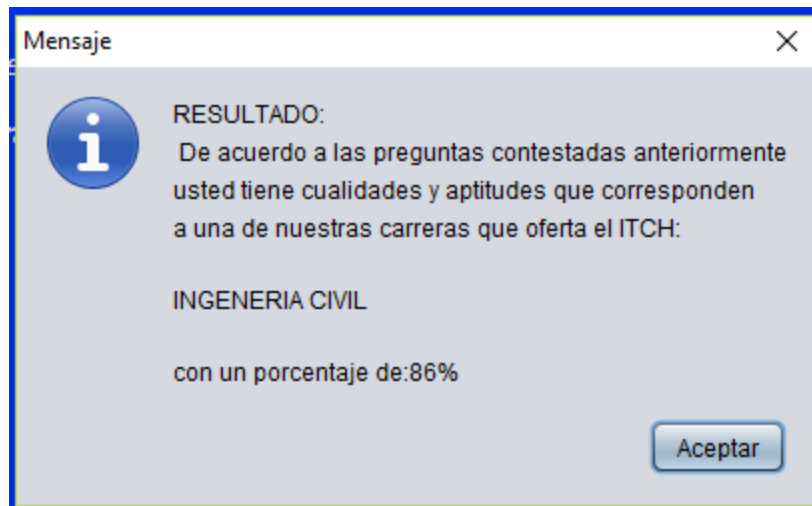 Mensaje
RESULTADO:
De acuerdo a las preguntas contestadas anteriormente
usted tiene cualidades y aptitudes que corresponden
a una de nuestras carreras que oferta el ITCH:
INGENERIA CIVIL
con un porcentaje de:86%
Aceptar